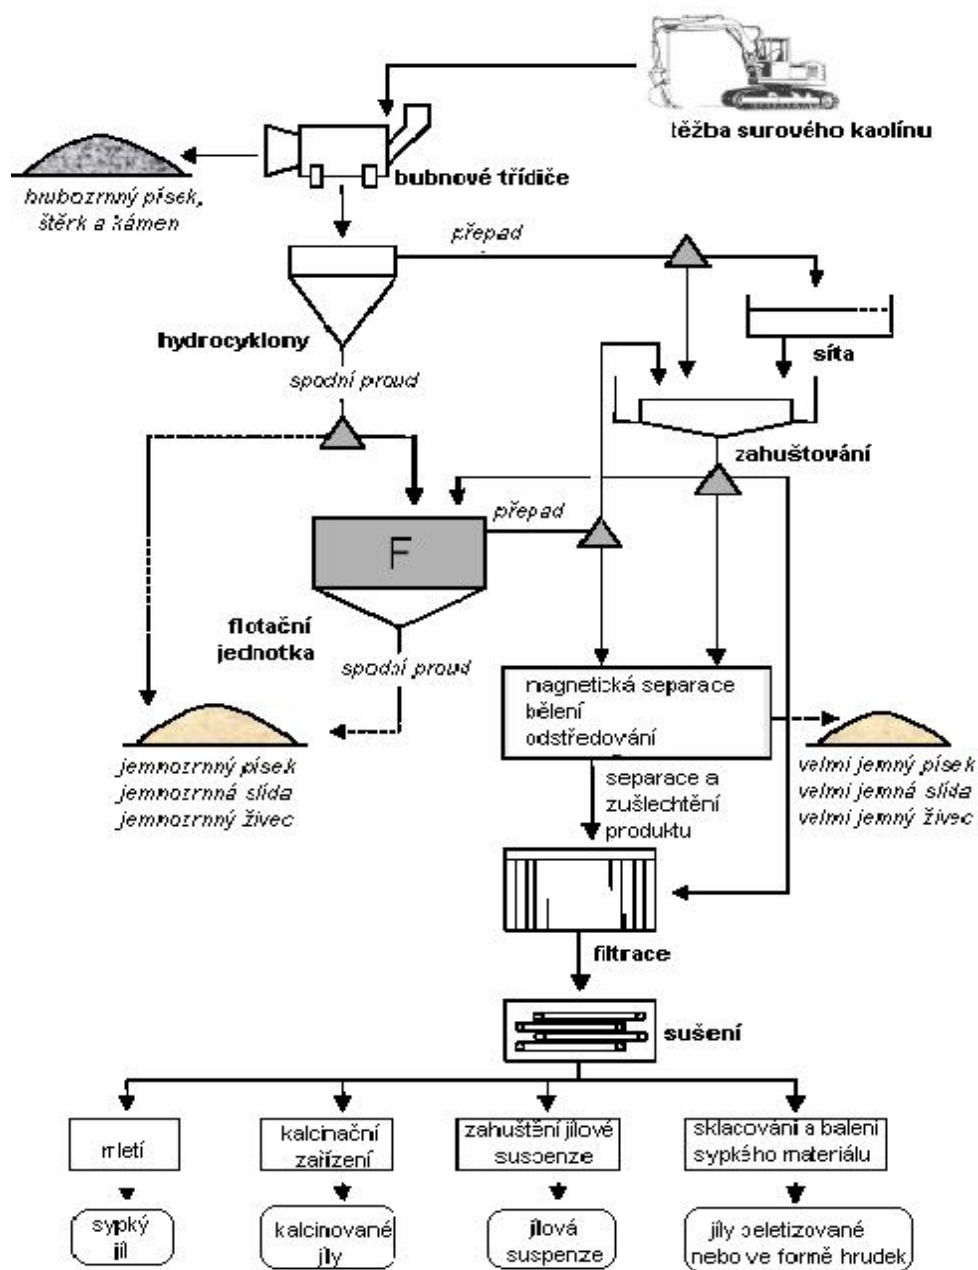 těžba surového kaolínu
bubnové třídiče
hrubozrnný písek,
štěrk a kámen
přepad
hydrocyklony
síta
spodní proud
zahušťování
přepad
F
flotační
jednotka
spodní proud
magnetická separace
bělení
odstředování
jemnozrnný písek
jemnozrnná slída
jemnozrnný živec
velmi jemný písek
velmi jemná slída
velmi jemný živec
separace a
zušlechtění
produktu
filtrace
sušení
mletí
kalcinační
zařízení
zahuštění jílové
suspenze
sklacování a balení
sypkého materiálu
sypký
jíl
kalcinované
jíly
jílová
suspenze
jíly peletizované
nebo ve formě hrudek